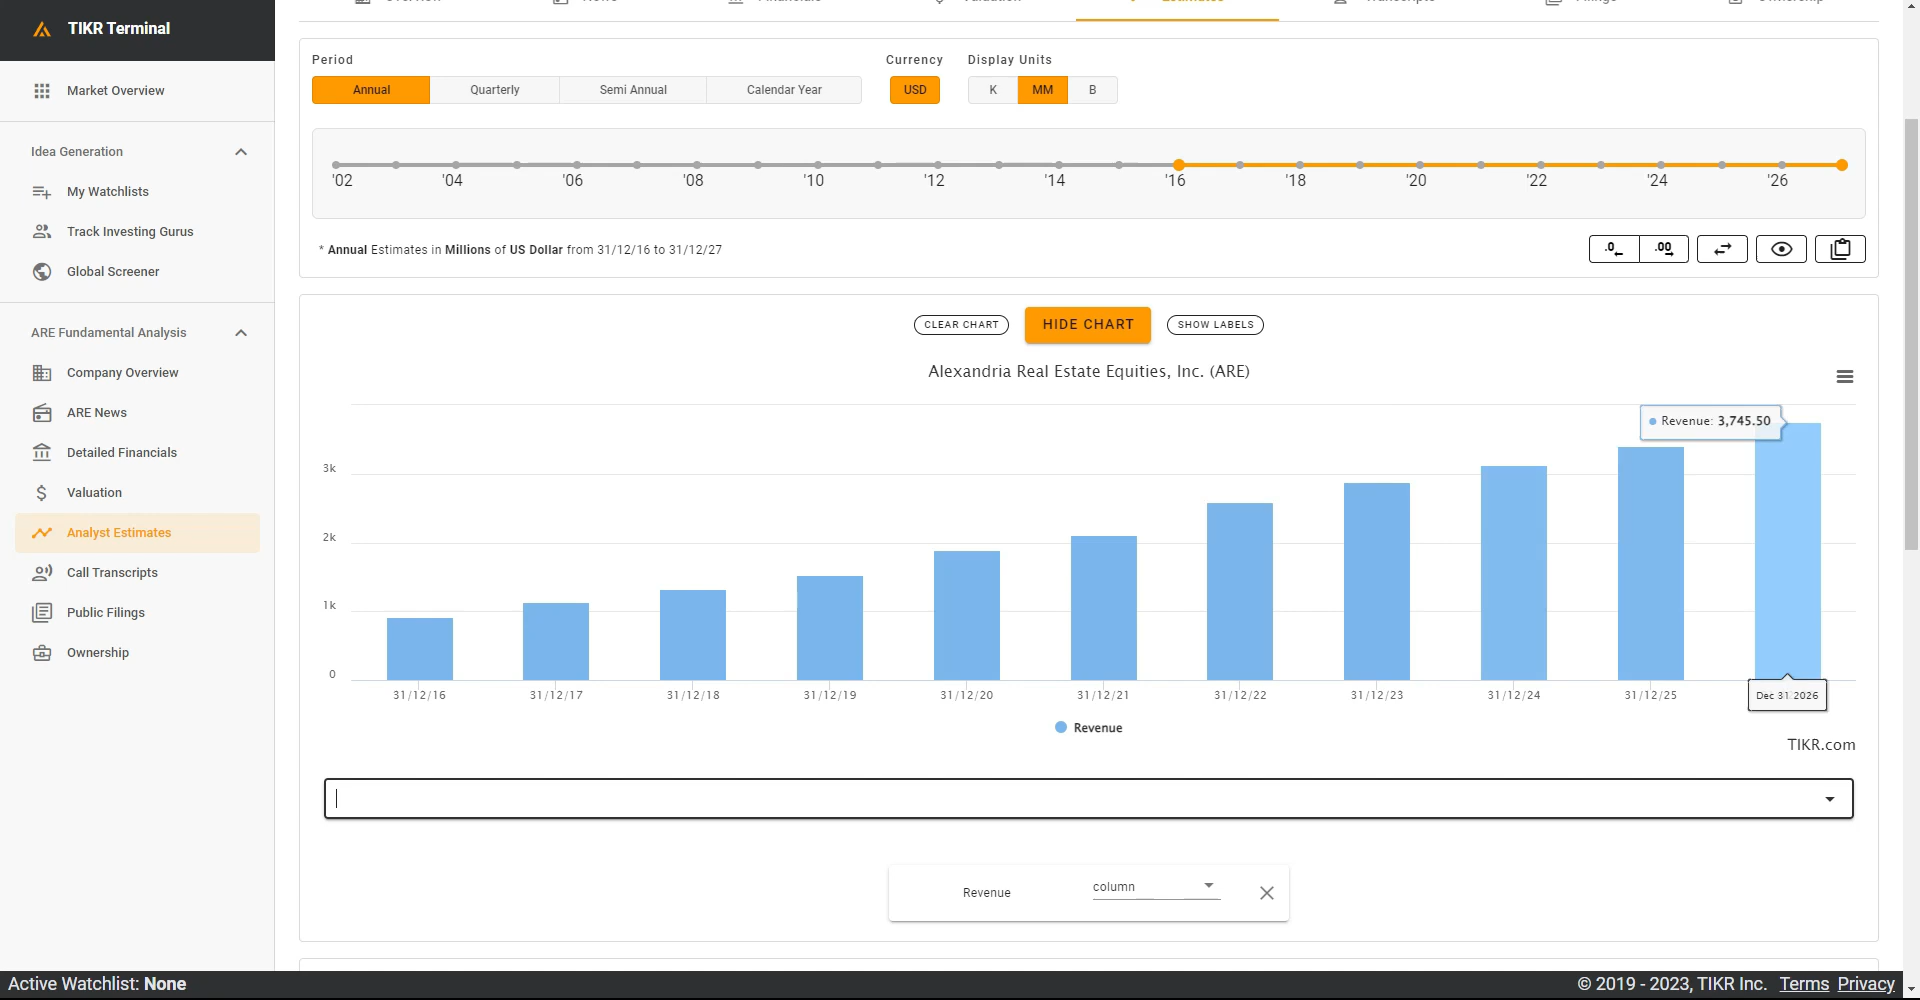 TIKR Terminal
Market Overview
Idea Generation
My Watchlists
Track Investing Gurus
Global Screener
ARE Fundamental Analysis
Company Overview
ARE News
Detailed Financials
Valuation
Analyst Estimates
Call Transcripts
Public Filings
Ownership
Period Currency Display Units
Annual Quarterly Semi Annual Calendar Year USD K MM B
'02 '04 '06 '08 '10 '12 '14 '16 '18 '20 '22 '24 '26
* Annual Estimates in Millions of US Dollar from 31/12/16 to 31/12/27
.0 .00
CLEAR CHART HIDE CHART SHOW LABELS
Alexandria Real Estate Equities, Inc. (ARE)
Revenue: 3,745.50
3k
2k
1k
0
31/12/16 31/12/17 31/12/18 31/12/19 31/12/20 31/12/21 31/12/22 31/12/23 31/12/24 31/12/25 Dec 31 2026
Revenue
TIKR.com
Revenue column
Active Watchlist: None © 2019 - 2023, TIKR Inc. Terms Privacy